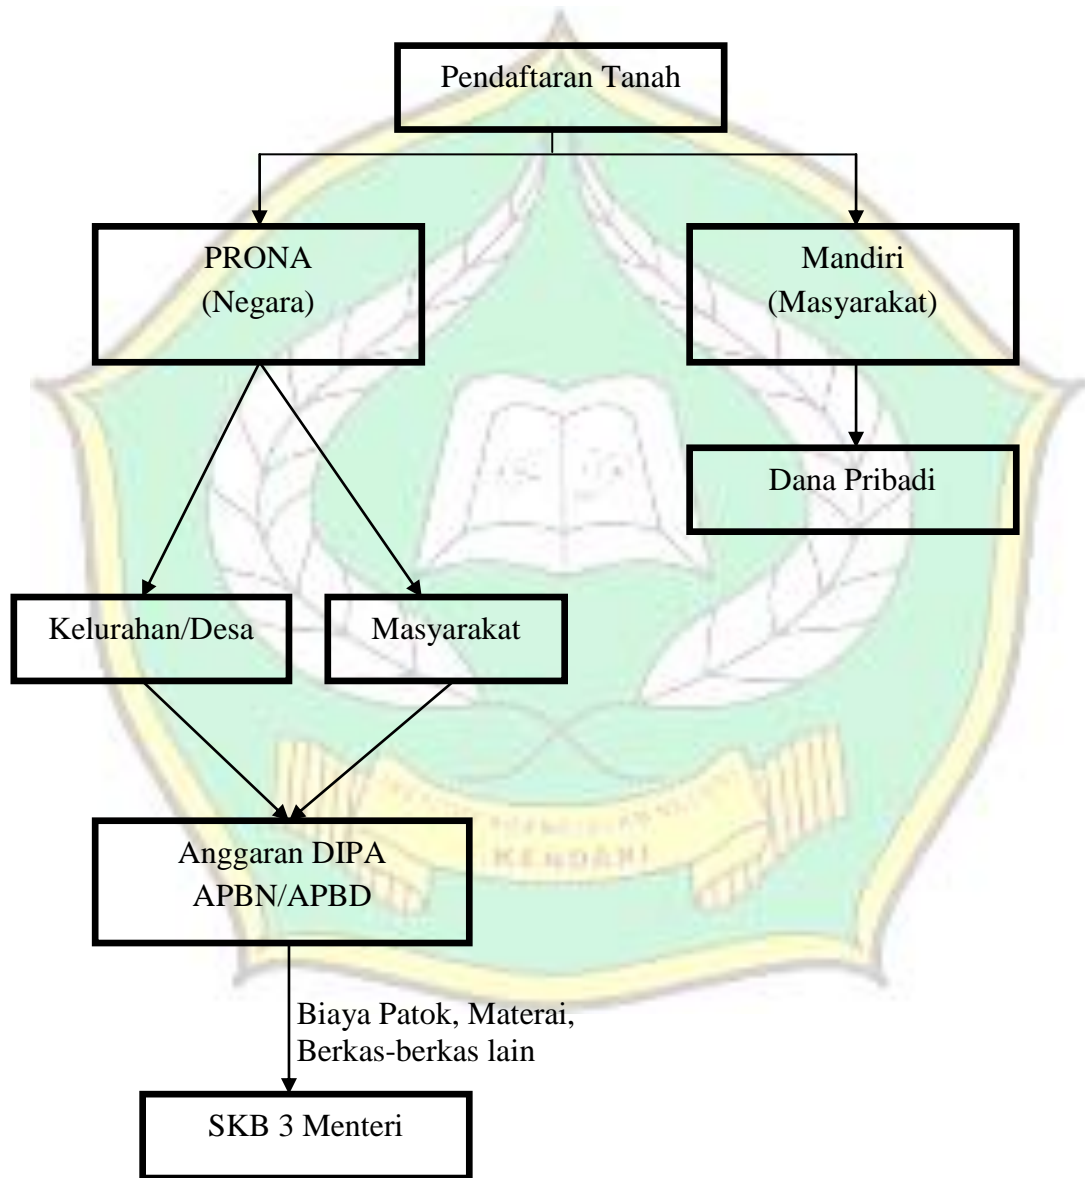 Pendaftaran Tanah
PRONA
(Negara)
Mandiri
(Masyarakat)
Dana Pribadi
Kelurahan/Desa
Masyarakat
Anggaran DIPA
APBN/APBD
KENDARI
Biaya Patok, Materai,
Berkas-berkas lain
SKB 3 Menteri